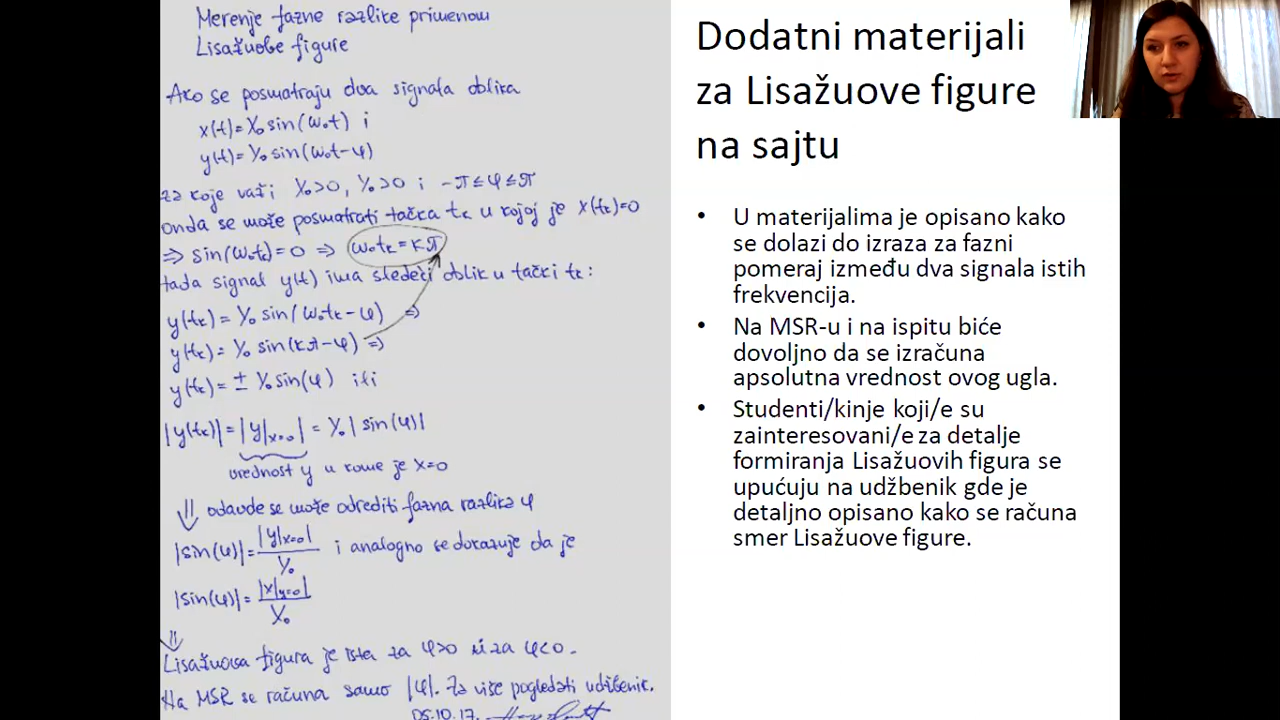 Merenje fazne razlike primenom
Lisažuove figure
Ako se posmatraju dva signala oblika
x(t)=X₀ sin(ω₀t) i
y(t)=Y₀ sin(ω₀t-φ)
za koje važi X₀>0, Y₀>0 i -π≤φ≤π
onda se može posmatrati tačka tₖ u kojoj je x(tₖ)=0
⇒ sin(ω₀tₖ)=0 ⇒ ω₀tₖ=kπ
tada signal y(t) ima sledeći oblik u tački tₖ:
y(tₖ)=Y₀ sin(ω₀tₖ-φ) ⇒
y(tₖ)=Y₀ sin(kπ-φ) ⇒
y(tₖ)=± Y₀ sin(φ) ili
|y(tₖ)|=|y|ₓ₌₀|=Y₀|sin(φ)|
vrednost y u kome je x=0
⇓ odavde se može odrediti fazna razlika φ
|sin(φ)|=|y|ₓ₌₀|/Y₀ i analogno se dokazuje da je
|sin(φ)|=|x|y=0|/X₀
⇓
Lisažuova figura je ista za φ>0 i za φ<0.
Na MSR se računa samo |φ|. Za više pogledati udžbenik.
05.10.17.
Dodatni materijali
za Lisažuove figure
na sajtu
• U materijalima je opisano kako
se dolazi do izraza za fazni
pomeraj između dva signala istih
frekvencija.
• Na MSR-u i na ispitu biće
dovoljno da se izračuna
apsolutna vrednost ovog ugla.
• Studenti/kinje koji/e su
zainteresovani/e za detalje
formiranja Lisažuovih figura se
upućuju na udžbenik gde je
detaljno opisano kako se računa
smer Lisažuove figure.